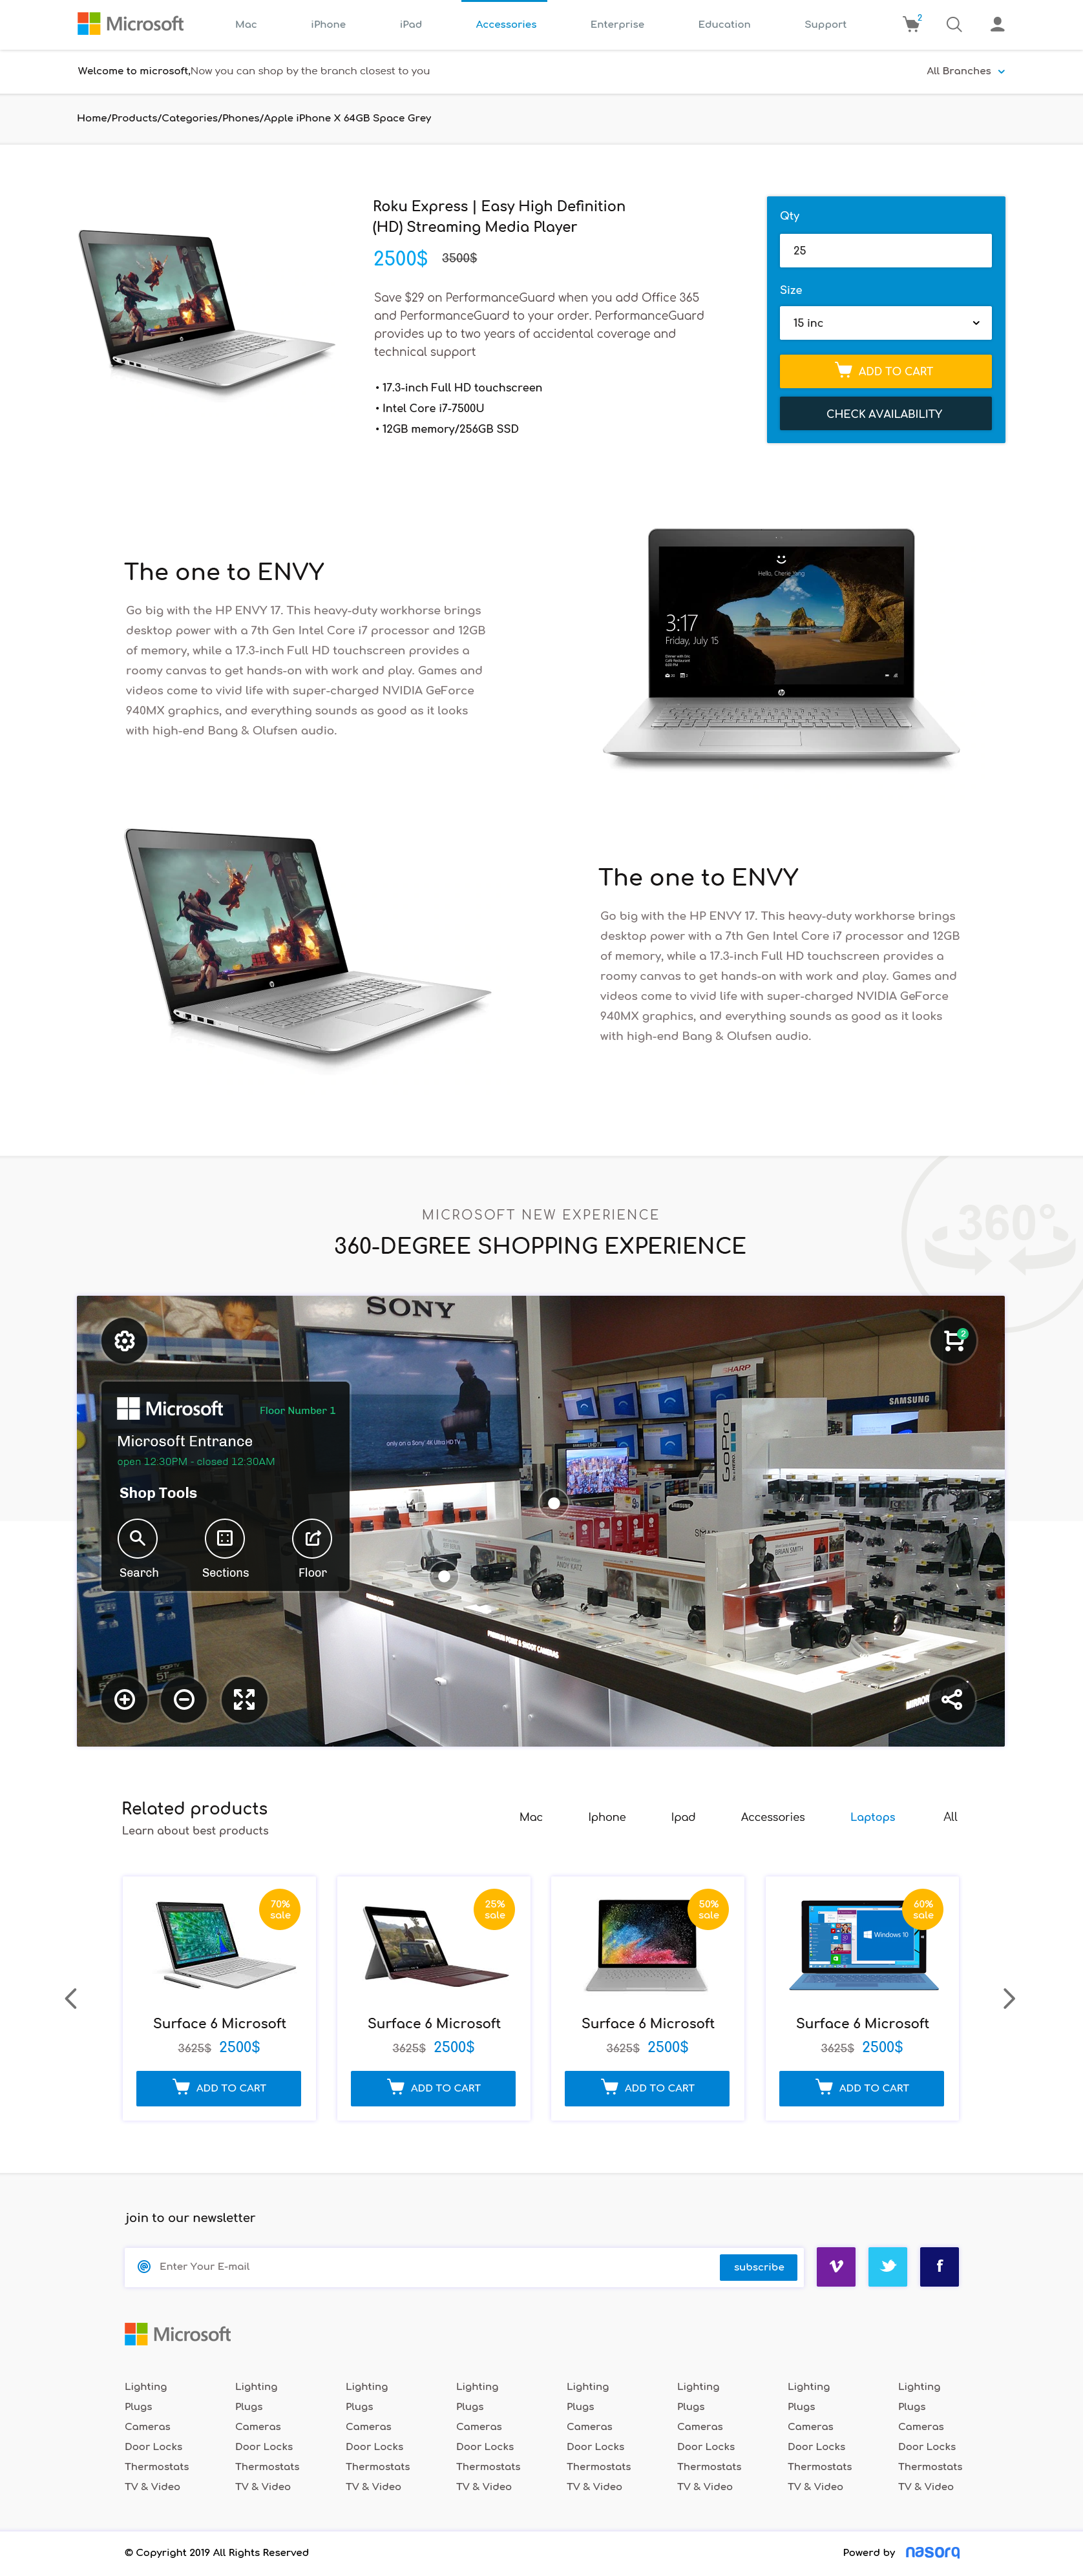 Microsoft
Mac iPhone iPad Accessories Enterprise Education Support 2
Welcome to microsoft,Now you can shop by the branch closest to you
All Branches
Home/Products/Categories/Phones/Apple iPhone X 64GB Space Grey
Roku Express | Easy High Definition
(HD) Streaming Media Player
2500$ 3500$
Save $29 on PerformanceGuard when you add Office 365
and PerformanceGuard to your order. PerformanceGuard
provides up to two years of accidental coverage and
technical support
• 17.3-inch Full HD touchscreen
• Intel Core i7-7500U
• 12GB memory/256GB SSD
Qty
25
Size
15 inc
ADD TO CART
CHECK AVAILABILITY
The one to ENVY
Go big with the HP ENVY 17. This heavy-duty workhorse brings
desktop power with a 7th Gen Intel Core i7 processor and 12GB
of memory, while a 17.3-inch Full HD touchscreen provides a
roomy canvas to get hands-on with work and play. Games and
videos come to vivid life with super-charged NVIDIA GeForce
940MX graphics, and everything sounds as good as it looks
with high-end Bang & Olufsen audio.
Hello, Cherie Yang
3:17
Friday, July 15
hp
The one to ENVY
Go big with the HP ENVY 17. This heavy-duty workhorse brings
desktop power with a 7th Gen Intel Core i7 processor and 12GB
of memory, while a 17.3-inch Full HD touchscreen provides a
roomy canvas to get hands-on with work and play. Games and
videos come to vivid life with super-charged NVIDIA GeForce
940MX graphics, and everything sounds as good as it looks
with high-end Bang & Olufsen audio.
360°
MICROSOFT NEW EXPERIENCE
360-DEGREE SHOPPING EXPERIENCE
SONY
2
SHARP
SAMSUNG
Microsoft
Floor Number 1
Microsoft Entrance
open 12:30PM - closed 12:30AM
only on a Sony 4K Ultra HD TV
GoPro
Shop Tools
SAMSUNG
Search Sections Floor
PREMIUM POINT & SHOOT CAMERAS
Related products
Learn about best products
Mac Iphone Ipad Accessories Laptops All
70%
sale
25%
sale
50%
sale
60%
sale
Windows 10
Surface 6 Microsoft
3625$ 2500$
ADD TO CART
Surface 6 Microsoft
3625$ 2500$
ADD TO CART
Surface 6 Microsoft
3625$ 2500$
ADD TO CART
Surface 6 Microsoft
3625$ 2500$
ADD TO CART
join to our newsletter
Enter Your E-mail
subscribe
Microsoft
Lighting Lighting Lighting Lighting Lighting Lighting Lighting Lighting
Plugs Plugs Plugs Plugs Plugs Plugs Plugs Plugs
Cameras Cameras Cameras Cameras Cameras Cameras Cameras Cameras
Door Locks Door Locks Door Locks Door Locks Door Locks Door Locks Door Locks Door Locks
Thermostats Thermostats Thermostats Thermostats Thermostats Thermostats Thermostats Thermostats
TV & Video TV & Video TV & Video TV & Video TV & Video TV & Video TV & Video TV & Video
© Copyright 2019 All Rights Reserved
Powerd by nasorq